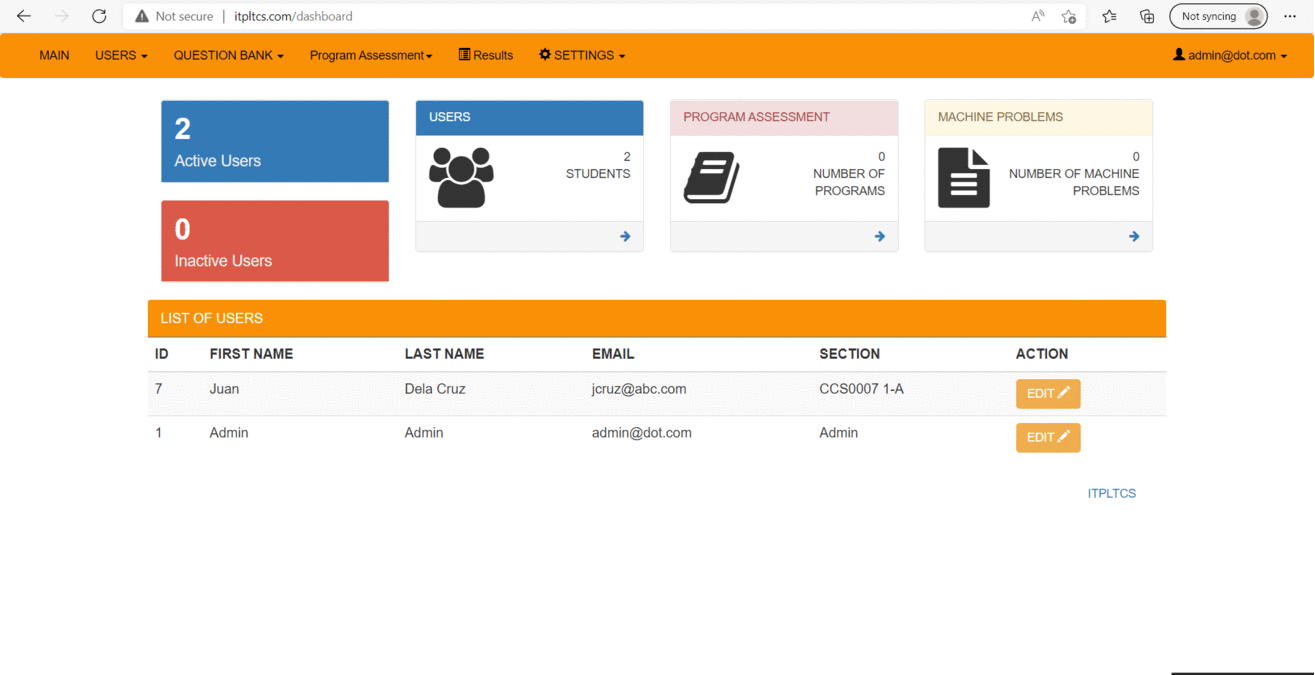 Not secure | itpltcs.com/dashboard A Not syncing
MAIN USERS QUESTION BANK Program Assessment Results SETTINGS admin@dot.com
2
Active Users
0
Inactive Users
USERS
2
STUDENTS
PROGRAM ASSESSMENT
0
NUMBER OF
PROGRAMS
MACHINE PROBLEMS
0
NUMBER OF MACHINE
PROBLEMS
LIST OF USERS
ID FIRST NAME LAST NAME EMAIL SECTION ACTION
7 Juan Dela Cruz jcruz@abc.com CCS0007 1-A EDIT
1 Admin Admin admin@dot.com Admin EDIT
ITPLTCS